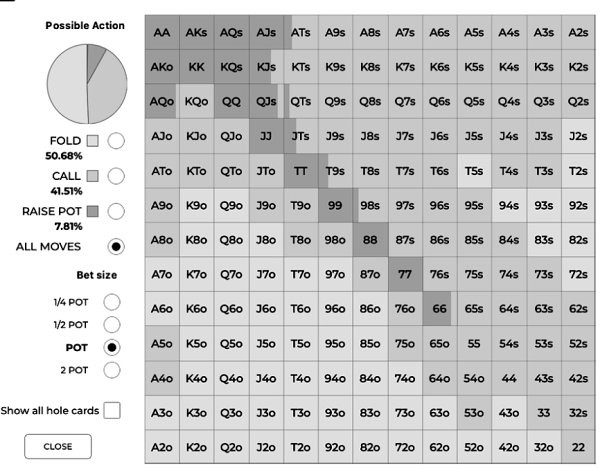 Possible Action
FOLD
50.68%
CALL
41.51%
RAISE POT
7.81%
ALL MOVES
Bet size
1/4 POT
1/2 POT
POT
2 POT
Show all hole cards
CLOSE
AA AKs AQs AJs ATs A9s A8s A7s A6s A5s A4s A3s A2s
AKo KK KQs KJs KTs K9s K8s K7s K6s K5s K4s K3s K2s
AQo KQo QQ QJs QTs Q9s Q8s Q7s Q6s Q5s Q4s Q3s Q2s
AJo KJo QJo JJ JTs J9s J8s J7s J6s J5s J4s J3s J2s
ATo KTo QTo JTo TT T9s T8s T7s T6s T5s T4s T3s T2s
A9o K9o Q9o J9o T9o 99 98s 97s 96s 95s 94s 93s 92s
A8o K8o Q8o J8o T8o 98o 88 87s 86s 85s 84s 83s 82s
A7o K7o Q7o J7o T7o 97o 87o 77 76s 75s 74s 73s 72s
A6o K6o Q6o J6o T6o 96o 86o 76o 66 65s 64s 63s 62s
A5o K5o Q5o J5o T5o 95o 85o 75o 65o 55 54s 53s 52s
A4o K4o Q4o J4o T4o 94o 84o 74o 64o 54o 44 43s 42s
A3o K3o Q3o J3o T3o 93o 83o 73o 63o 53o 43o 33 32s
A2o K2o Q2o J2o T2o 92o 82o 72o 62o 52o 42o 32o 22